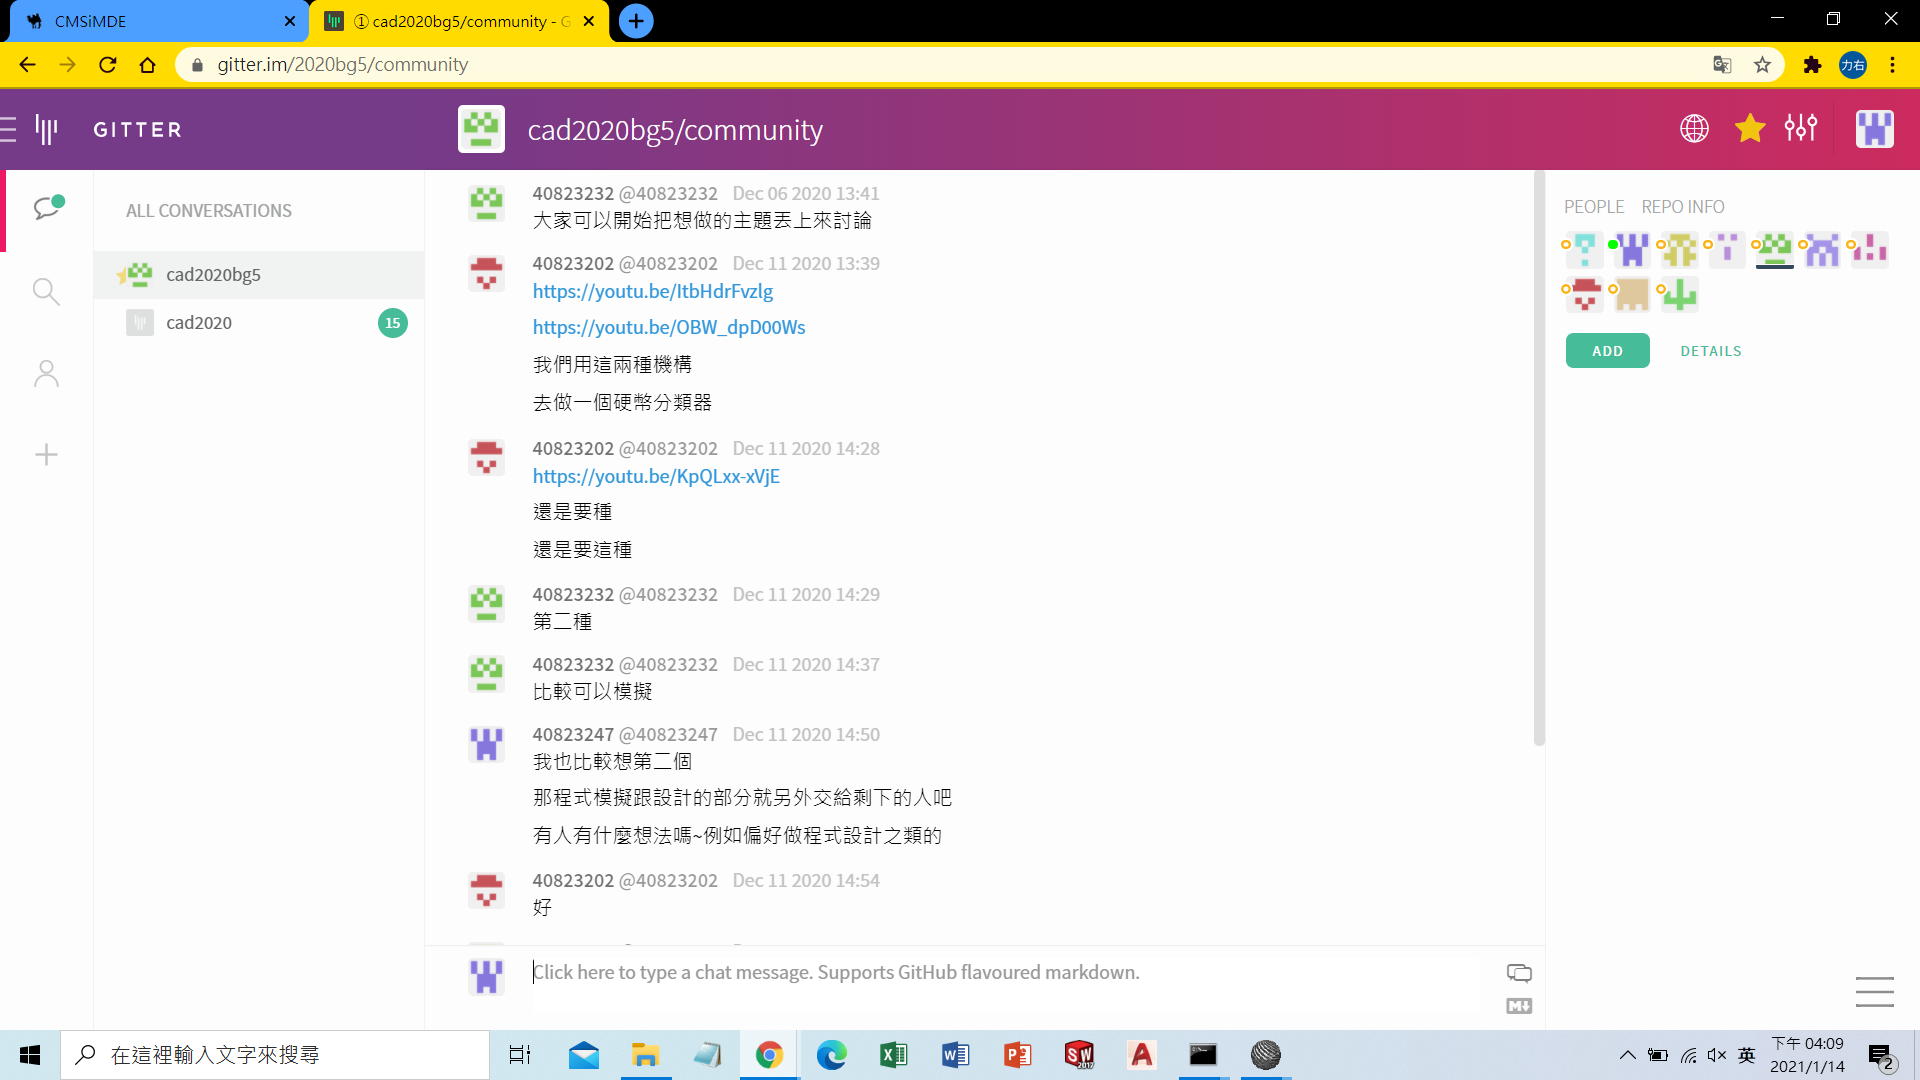 CMSiMDE
① cad2020bg5/community - G
gitter.im/2020bg5/community
力右
GITTER
cad2020bg5/community
ALL CONVERSATIONS
cad2020bg5
cad2020
15
40823232 @40823232 Dec 06 2020 13:41
大家可以開始把想做的主題丟上來討論
40823202 @40823202 Dec 11 2020 13:39
https://youtu.be/ItbHdrFvzlg
https://youtu.be/OBW_dpD00Ws
我們用這兩種機構
去做一個硬幣分類器
40823202 @40823202 Dec 11 2020 14:28
https://youtu.be/KpQLxx-xVjE
還是要種
還是要這種
40823232 @40823232 Dec 11 2020 14:29
第二種
40823232 @40823232 Dec 11 2020 14:37
比較可以模擬
40823247 @40823247 Dec 11 2020 14:50
我也比較想第二個
那程式模擬跟設計的部分就另外交給剩下的人吧
有人有什麼想法嗎~例如偏好做程式設計之類的
40823202 @40823202 Dec 11 2020 14:54
好
Click here to type a chat message. Supports GitHub flavoured markdown.
PEOPLE REPO INFO
ADD DETAILS
在這裡輸入文字來搜尋
SW 2017
英
下午 04:09
2021/1/14
2